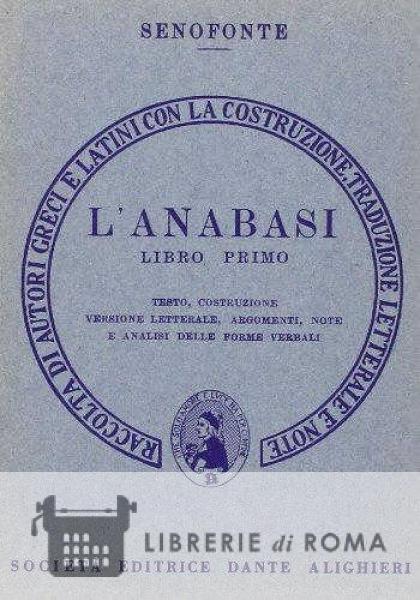 SENOFONTE
RACCOLTA DI AUTORI GRECI E LATINI CON LA COSTRUZIONE, TRADUZIONE LETTERALE E NOTE
L'ANABASI
LIBRO PRIMO
TESTO, COSTRUZIONE
VERSIONE LETTERALE, ARGOMENTI, NOTE
E ANALISI DELLE FORME VERBALI
LIBRERIE di ROMA
SOCIETÀ EDITRICE DANTE ALIGHIERI